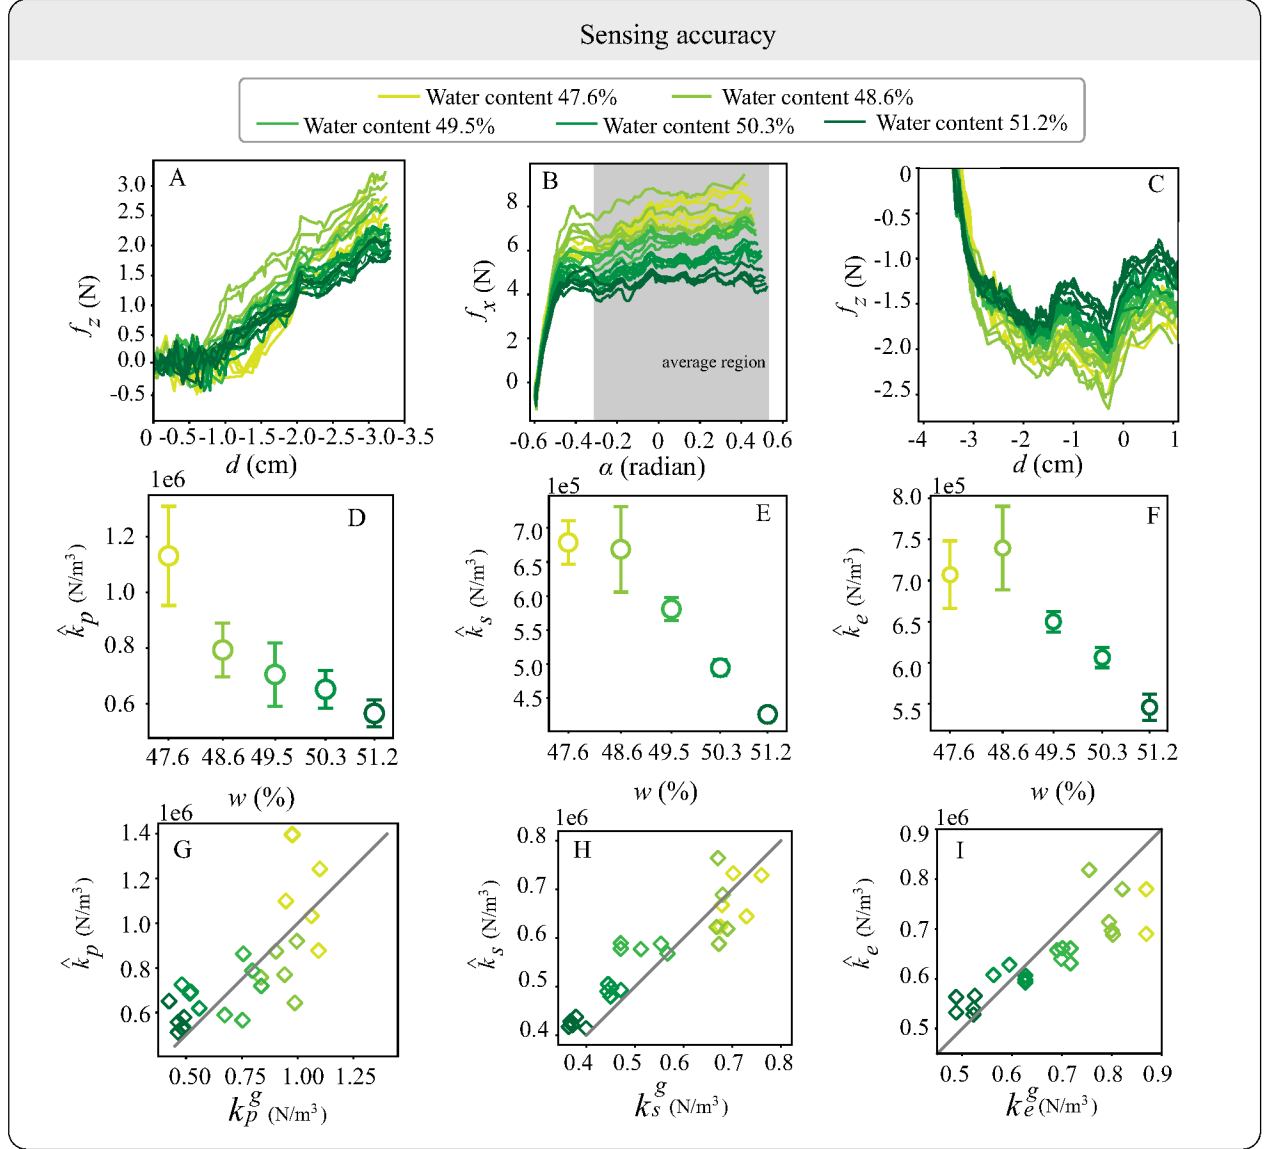 Sensing accuracy
Water content 47.6%
Water content 48.6%
Water content 49.5%
Water content 50.3%
Water content 51.2%
A
3.0
2.5
2.0
1.5
1.0
0.5
0.0
-0.5
f_z (N)
0 -0.5 -1.0 -1.5 -2.0 -2.5 -3.0 -3.5
d (cm)
B
8
6
4
2
0
f_x (N)
average region
-0.6 -0.4 -0.2 0 0.2 0.4 0.6
α (radian)
C
0
-0.5
-1.0
-1.5
-2.0
-2.5
f_z (N)
-4 -3 -2 -1 0 1
d (cm)
1e6
D
1.2
1.0
0.8
0.6
k̂_p (N/m³)
47.6 48.6 49.5 50.3 51.2
w (%)
1e5
E
7.0
6.5
6.0
5.5
5.0
4.5
k̂_s (N/m³)
47.6 48.6 49.5 50.3 51.2
w (%)
1e5
F
8.0
7.5
7.0
6.5
6.0
5.5
k̂_e (N/m³)
47.6 48.6 49.5 50.3 51.2
w (%)
1e6
G
1.4
1.2
1.0
0.8
0.6
k̂_p (N/m³)
0.50 0.75 1.00 1.25
k_p^g (N/m³)
1e6
H
0.8
0.7
0.6
0.5
0.4
k̂_s (N/m³)
0.4 0.5 0.6 0.7 0.8
k_s^g (N/m³)
1e6
I
0.9
0.8
0.7
0.6
0.5
k̂_e (N/m³)
0.5 0.6 0.7 0.8 0.9
k_e^g (N/m³)